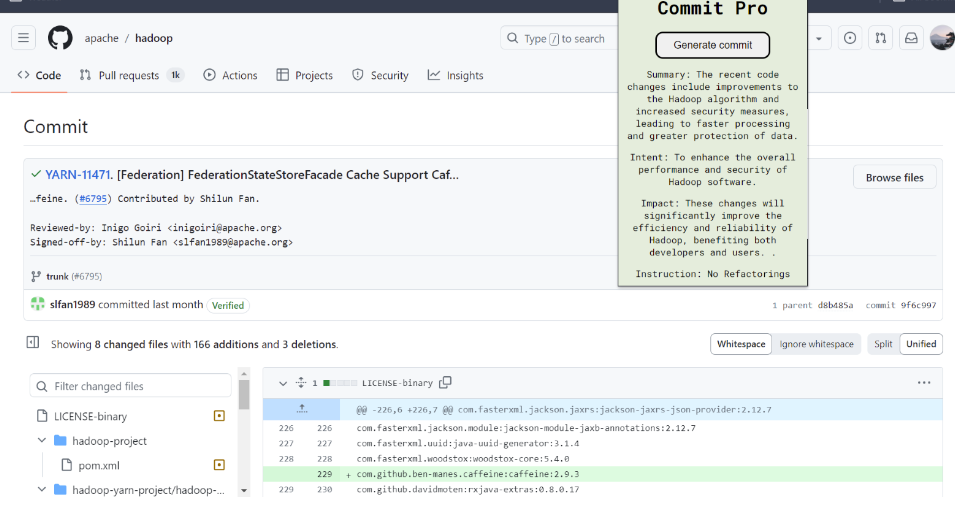 apache / hadoop
Type / to search
Code
Pull requests 1k
Actions
Projects
Security
Insights
Commit Pro
Generate commit
Summary: The recent code
changes include improvements to
the Hadoop algorithm and
increased security measures,
leading to faster processing
and greater protection of data.
Intent: To enhance the overall
performance and security of
Hadoop software.
Impact: These changes will
significantly improve the
efficiency and reliability of
Hadoop, benefiting both
developers and users. .
Instruction: No Refactorings
Commit
YARN-11471. [Federation] FederationStateStoreFacade Cache Support Caf...
Browse files
…feine. (#6795) Contributed by Shilun Fan.
Reviewed-by: Inigo Goiri <inigoiri@apache.org>
Signed-off-by: Shilun Fan <slfan1989@apache.org>
trunk (#6795)
slfan1989 committed last month Verified
1 parent d8b485a commit 9f6c997
Showing 8 changed files with 166 additions and 3 deletions.
Whitespace Ignore whitespace Split Unified
Filter changed files
LICENSE-binary
hadoop-project
pom.xml
hadoop-yarn-project/hadoop-...
1 LICENSE-binary
@@ -226,6 +226,7 @@ com.fasterxml.jackson.jaxrs:jackson-jaxrs-json-provider:2.12.7
226 226 com.fasterxml.jackson.module:jackson-module-jaxb-annotations:2.12.7
227 227 com.fasterxml.uuid:java-uuid-generator:3.1.4
228 228 com.fasterxml.woodstox:woodstox-core:5.4.0
229 + com.github.ben-manes.caffeine:caffeine:2.9.3
229 230 com.github.davidmoten:rxjava-extras:0.8.0.17